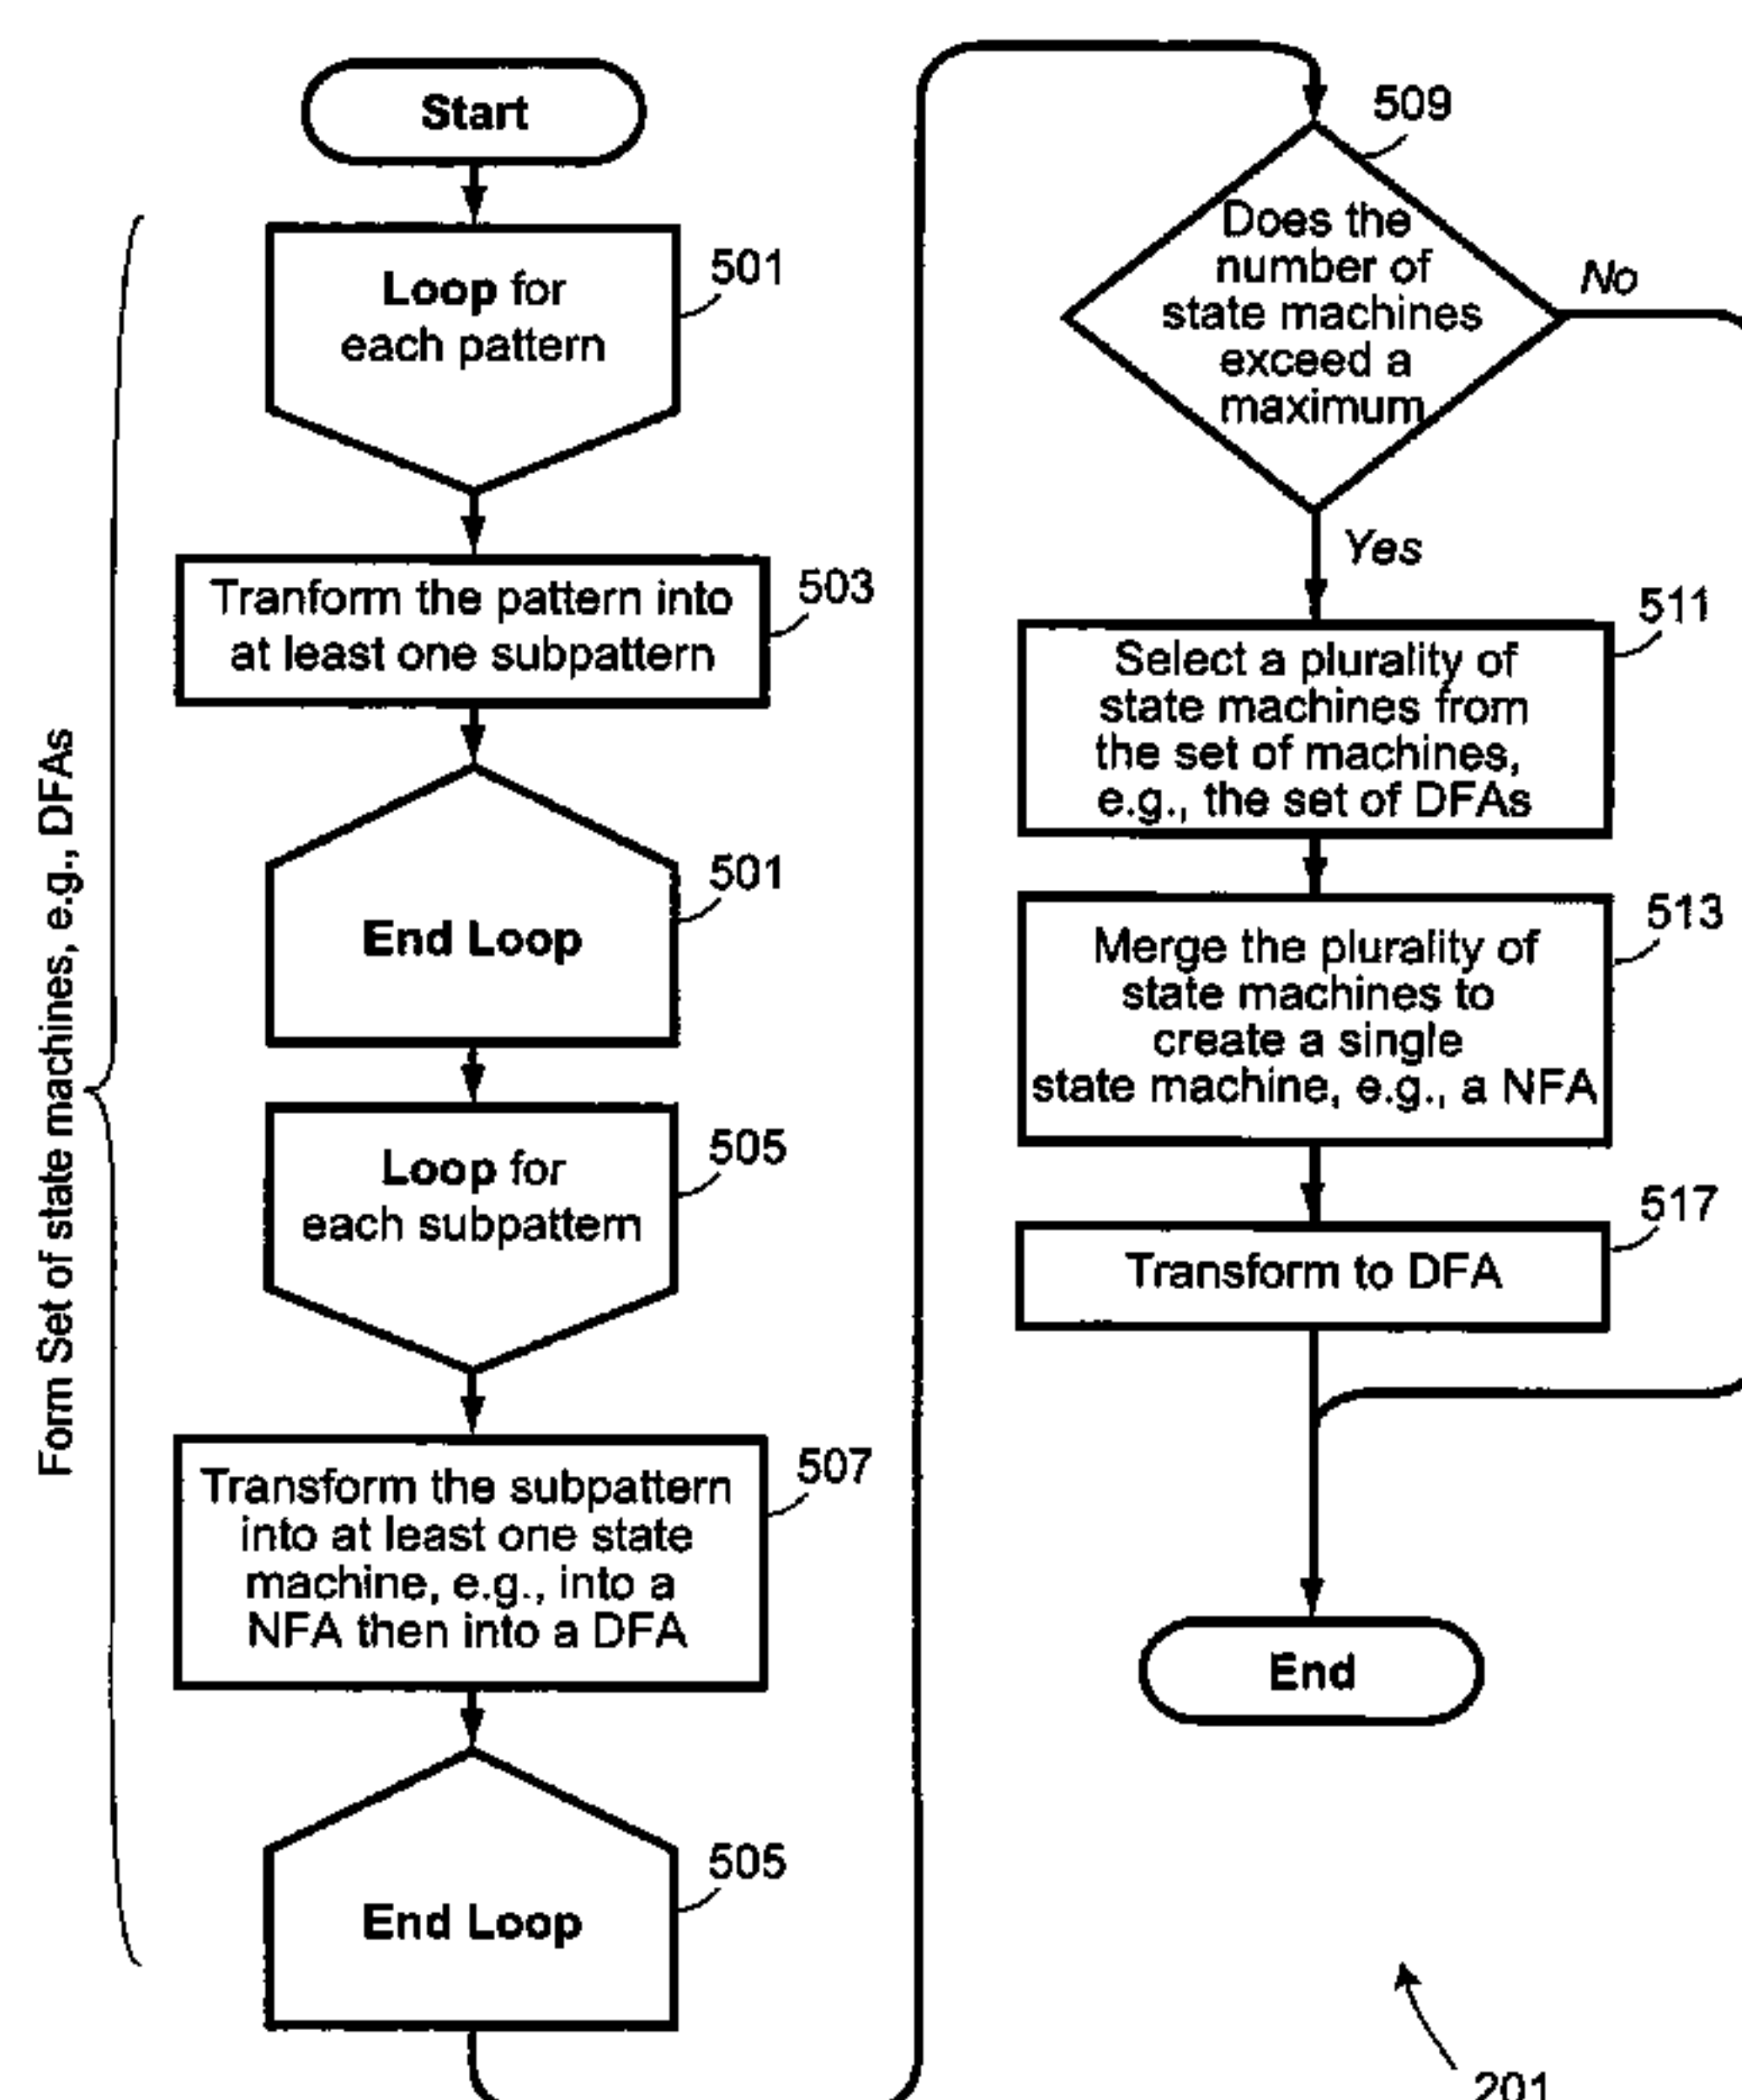 Start
Loop for
each pattern
501
Tranform the pattern into
at least one subpattern
503
End Loop
501
Loop for
each subpattern
505
Transform the subpattern
into at least one state
machine, e.g., into a
NFA then into a DFA
507
End Loop
505
Form Set of state machines, e.g., DFAs
Does the
number of
state machines
exceed a
maximum
509
No
Yes
Select a plurality of
state machines from
the set of machines,
e.g., the set of DFAs
511
Merge the plurality of
state machines to
create a single
state machine, e.g., a NFA
513
Transform to DFA
517
End
201